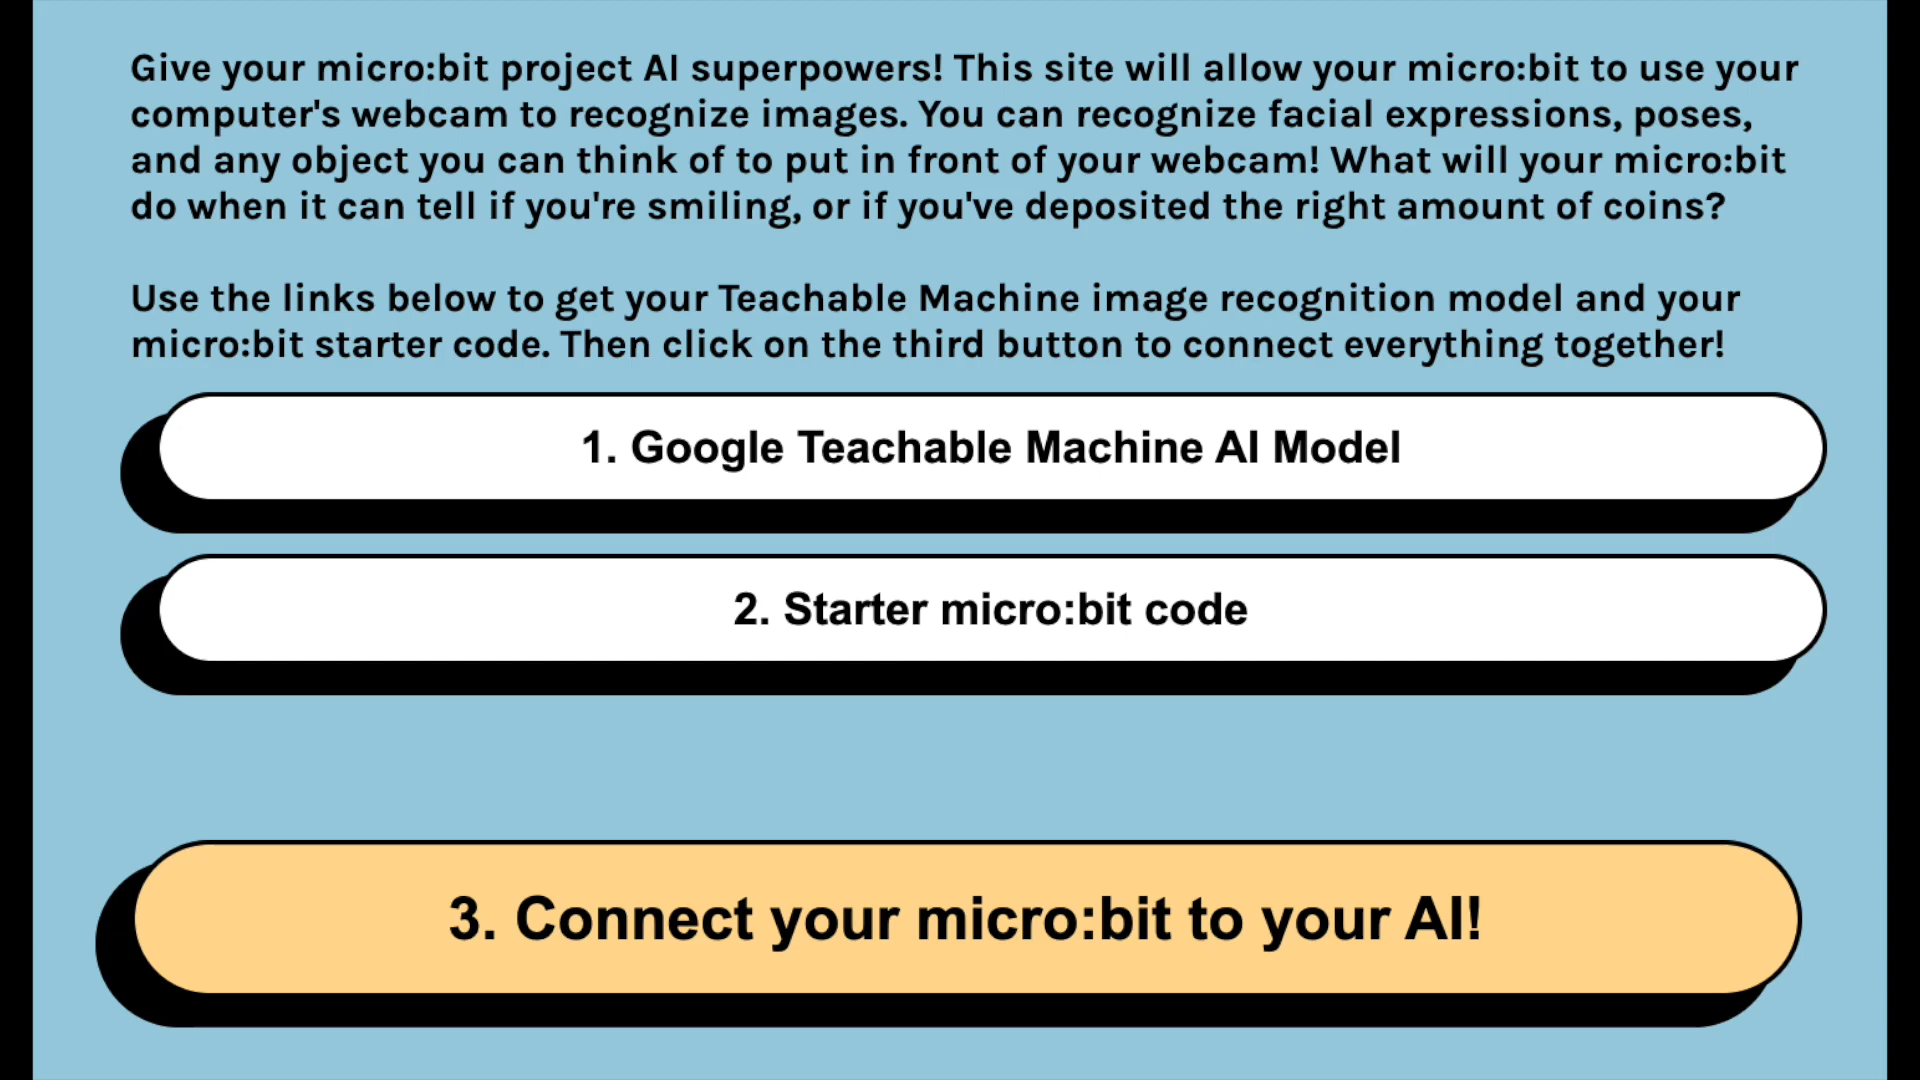 Give your micro:bit project AI superpowers! This site will allow your micro:bit to use your
computer's webcam to recognize images. You can recognize facial expressions, poses,
and any object you can think of to put in front of your webcam! What will your micro:bit
do when it can tell if you're smiling, or if you've deposited the right amount of coins?
Use the links below to get your Teachable Machine image recognition model and your
micro:bit starter code. Then click on the third button to connect everything together!
1. Google Teachable Machine AI Model
2. Starter micro:bit code
3. Connect your micro:bit to your AI!